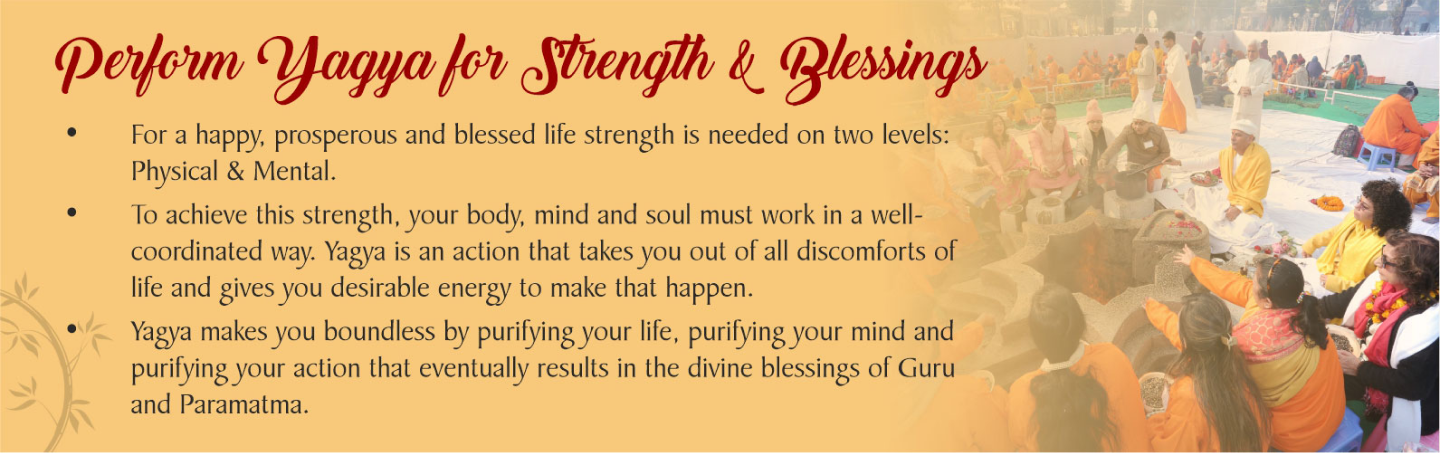 Perform Yagya for Strength & Blessings
• For a happy, prosperous and blessed life strength is needed on two levels:
Physical & Mental.
• To achieve this strength, your body, mind and soul must work in a well-
coordinated way. Yagya is an action that takes you out of all discomforts of
life and gives you desirable energy to make that happen.
• Yagya makes you boundless by purifying your life, purifying your mind and
purifying your action that eventually results in the divine blessings of Guru
and Paramatma.